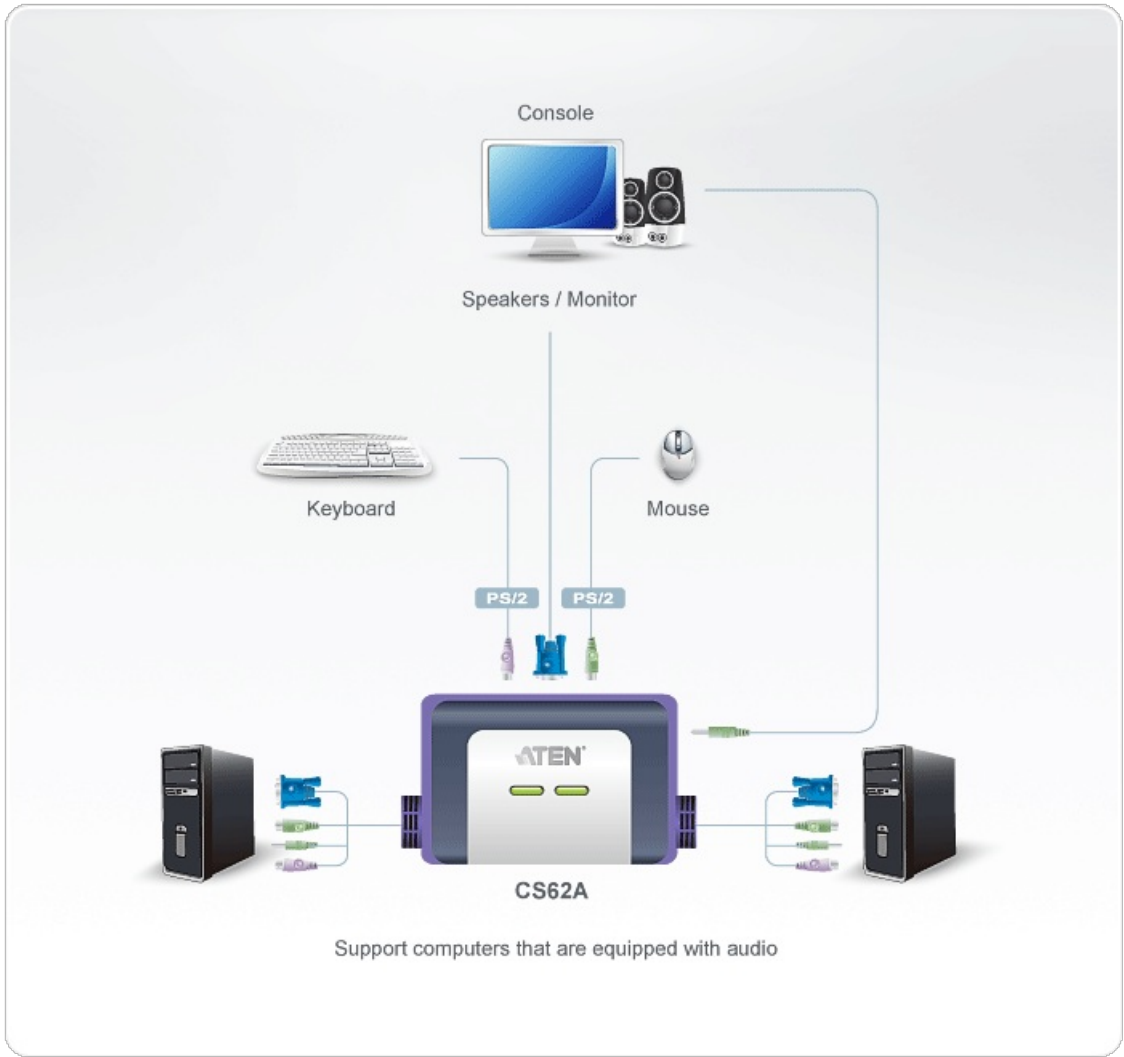 Console
Speakers / Monitor
Keyboard
Mouse
PS/2 PS/2
ATEN
CS62A
Support computers that are equipped with audio